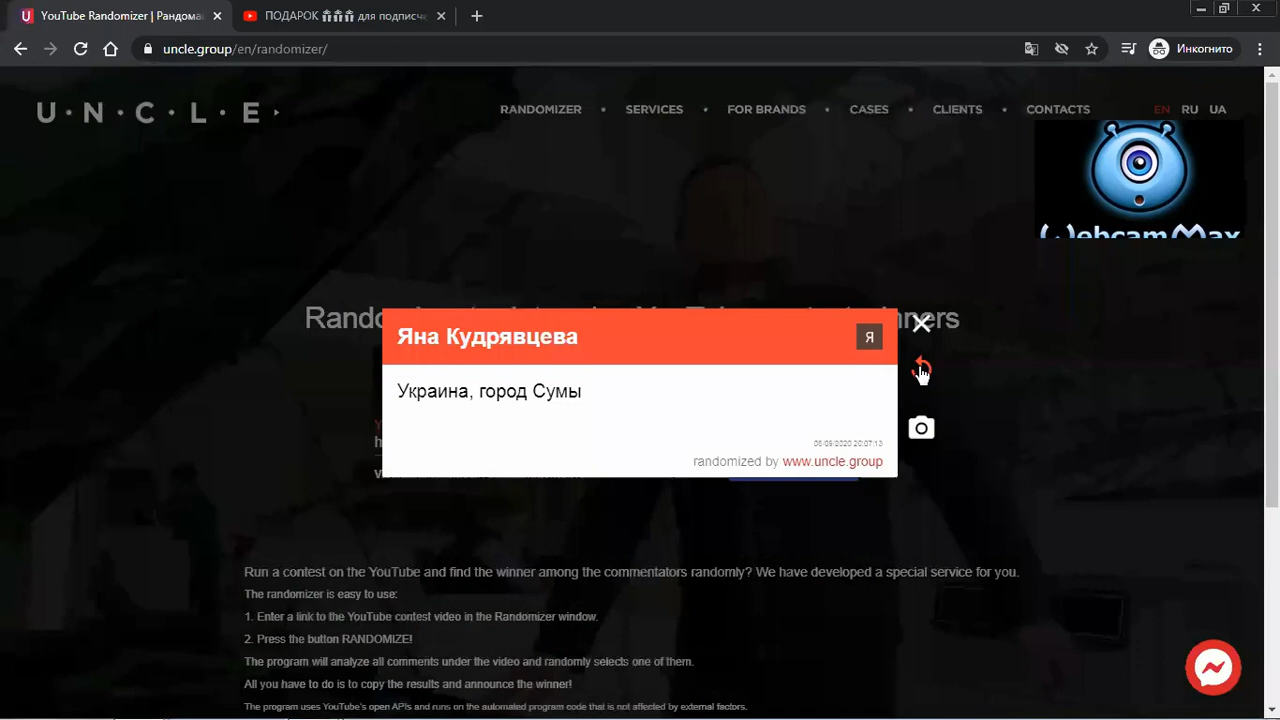 YouTube Randomizer | Рандома
ПОДАРОК для подписч
uncle.group/en/randomizer/
Инкогнито
U·N·C·L·E·
RANDOMIZER • SERVICES • FOR BRANDS • CASES • CLIENTS • CONTACTS
EN RU UA
WebcamMax
Яна Кудрявцева
Я
Украина, город Сумы
randomized by www.uncle.group
Run a contest on the YouTube and find the winner among the commentators randomly? We have developed a special service for you.
The randomizer is easy to use:
1. Enter a link to the YouTube contest video in the Randomizer window.
2. Press the button RANDOMIZE!
The program will analyze all comments under the video and randomly selects one of them.
All you have to do is to copy the results and announce the winner!
The program uses YouTube's open APIs and runs on the automated program code that is not affected by external factors.